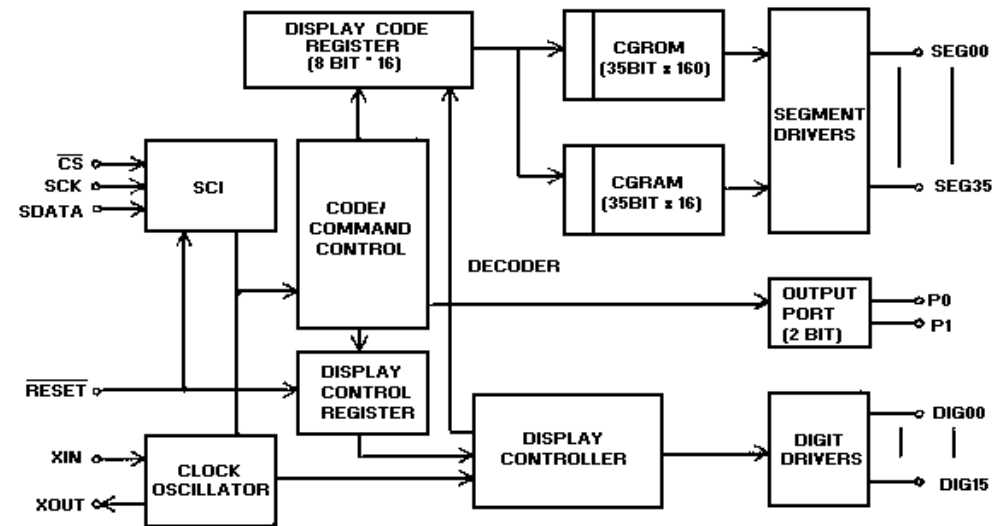 DISPLAY CODE
REGISTER
(8 BIT * 16)
CGROM
(35BIT x 160)
SEGMENT
DRIVERS
SEG00
SEG35
CS
SCK
SDATA
SCI
CODE/
COMMAND
CONTROL
CGRAM
(35BIT x 16)
DECODER
OUTPUT
PORT
(2 BIT)
P0
P1
RESET
DISPLAY
CONTROL
REGISTER
XIN
XOUT
CLOCK
OSCILLATOR
DISPLAY
CONTROLLER
DIGIT
DRIVERS
DIG00
DIG15